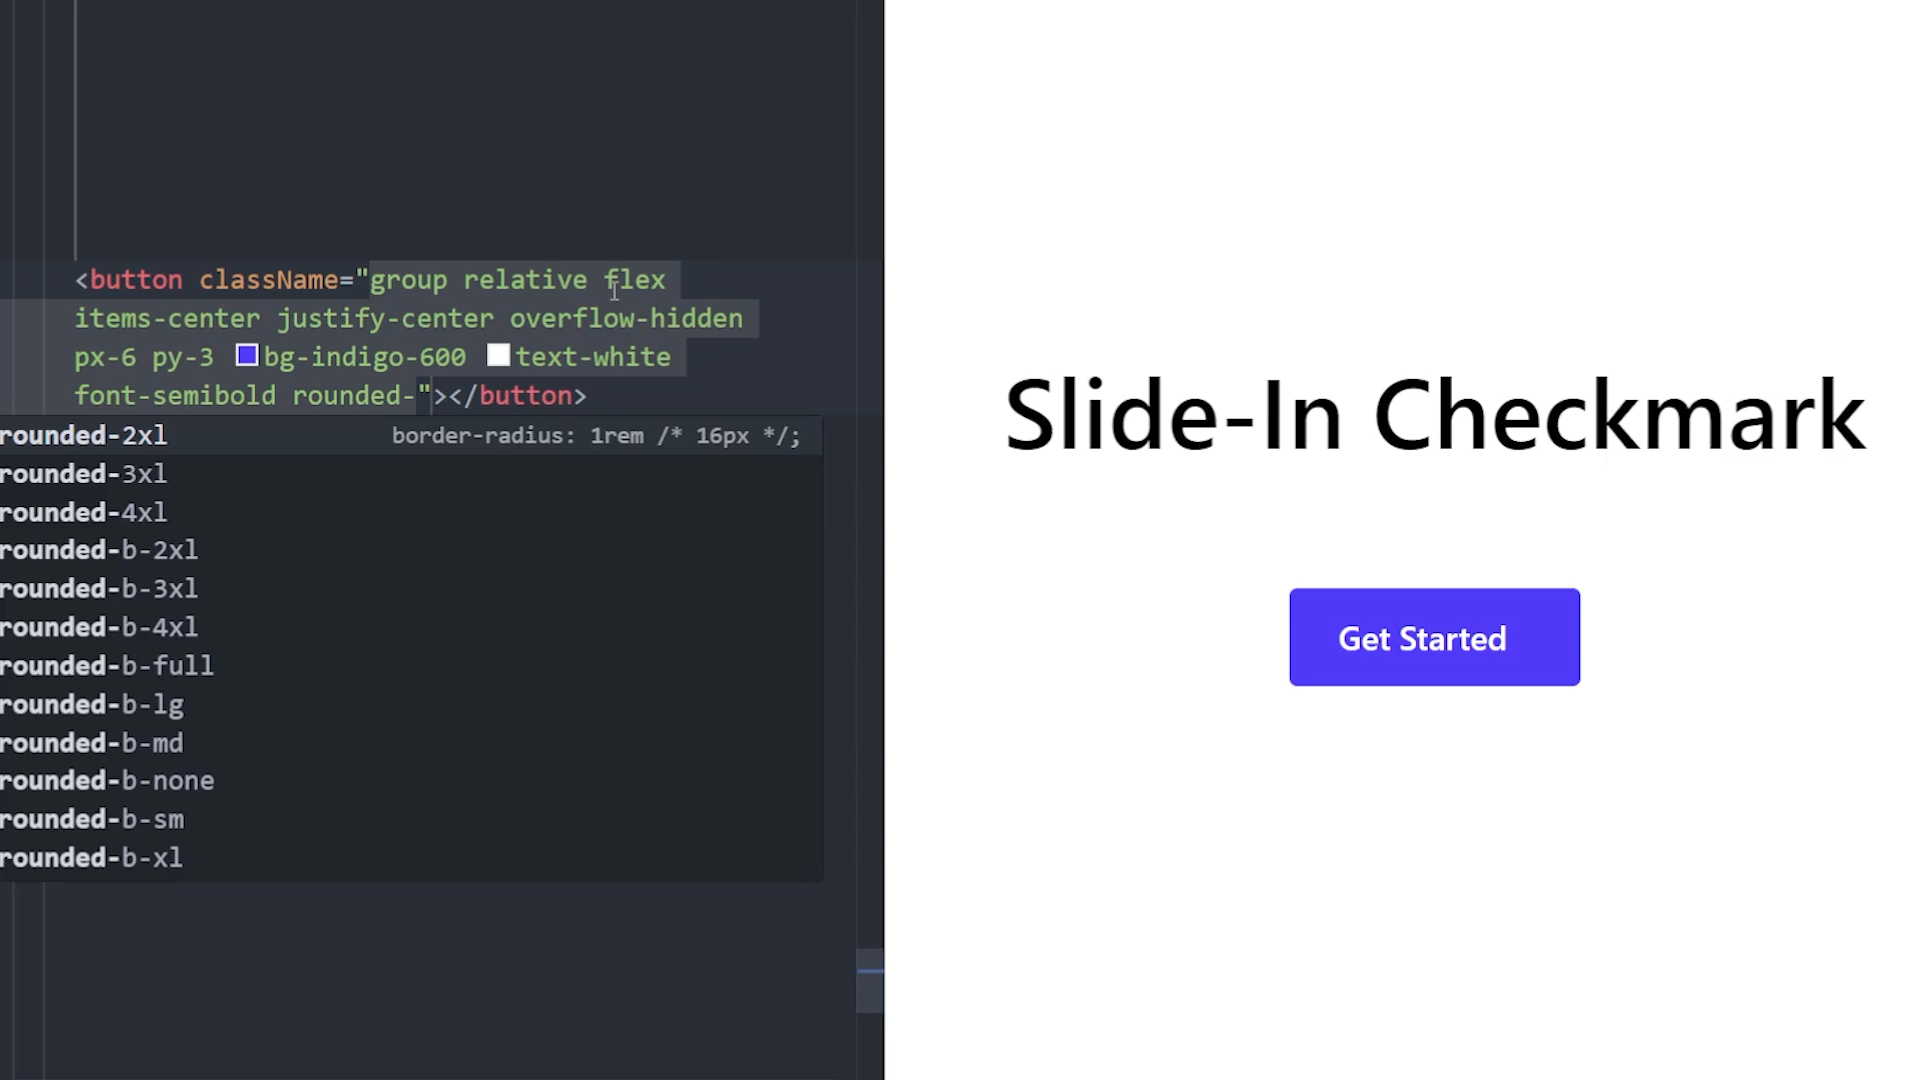 <button className="group relative flex
items-center justify-center overflow-hidden
px-6 py-3 bg-indigo-600 text-white
font-semibold rounded-"></button>
rounded-2xl border-radius: 1rem /* 16px */;
rounded-3xl
rounded-4xl
rounded-b-2xl
rounded-b-3xl
rounded-b-4xl
rounded-b-full
rounded-b-lg
rounded-b-md
rounded-b-none
rounded-b-sm
rounded-b-xl
Slide-In Checkmark
Get Started